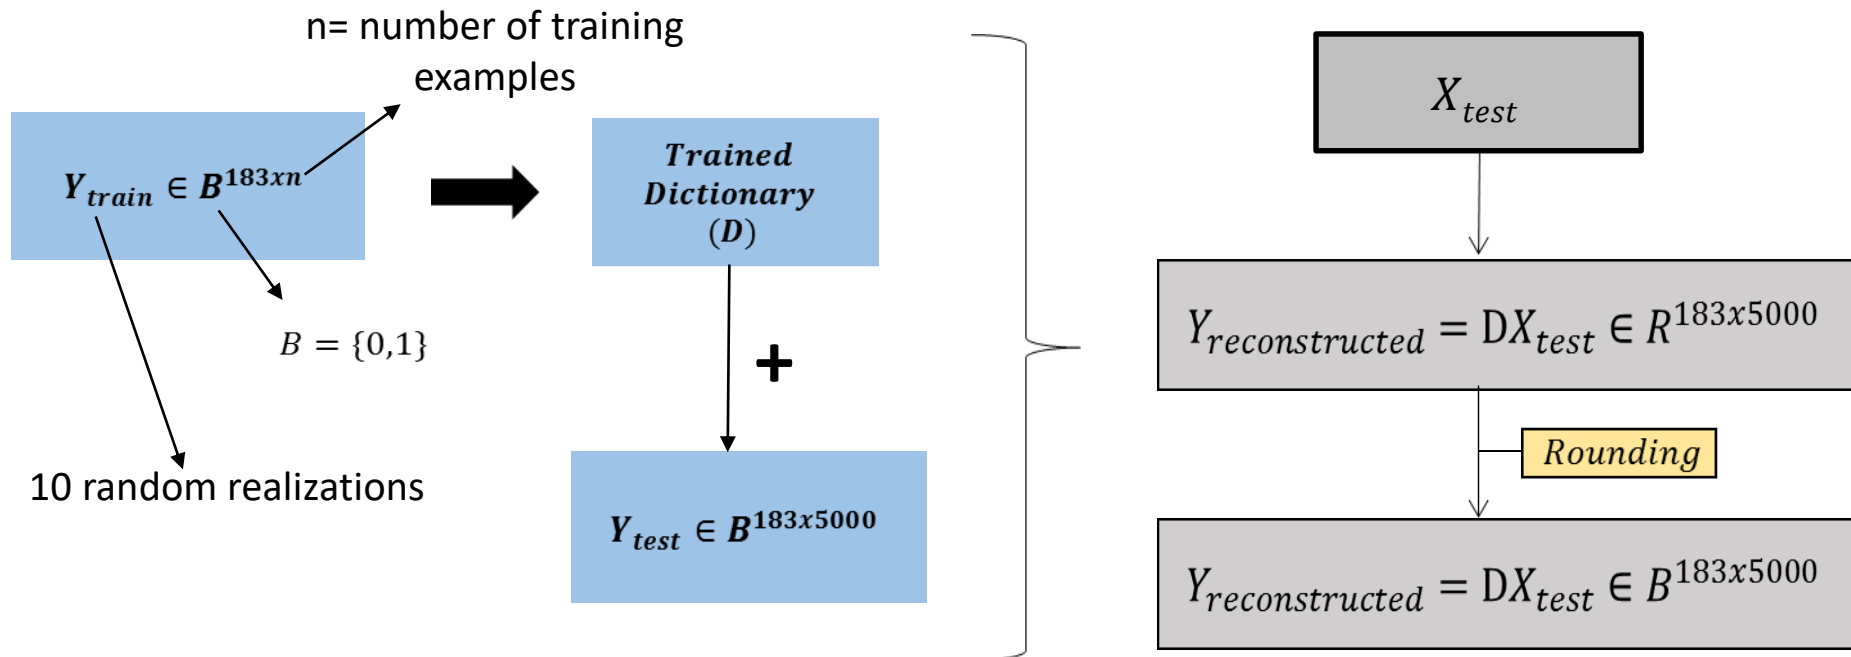 n= number of training
examples
Y_train ∈ B^183xn
B = {0,1}
10 random realizations
Trained
Dictionary
(D)
+
Y_test ∈ B^183x5000
X_test
Y_reconstructed = DX_test ∈ R^183x5000
Rounding
Y_reconstructed = DX_test ∈ B^183x5000